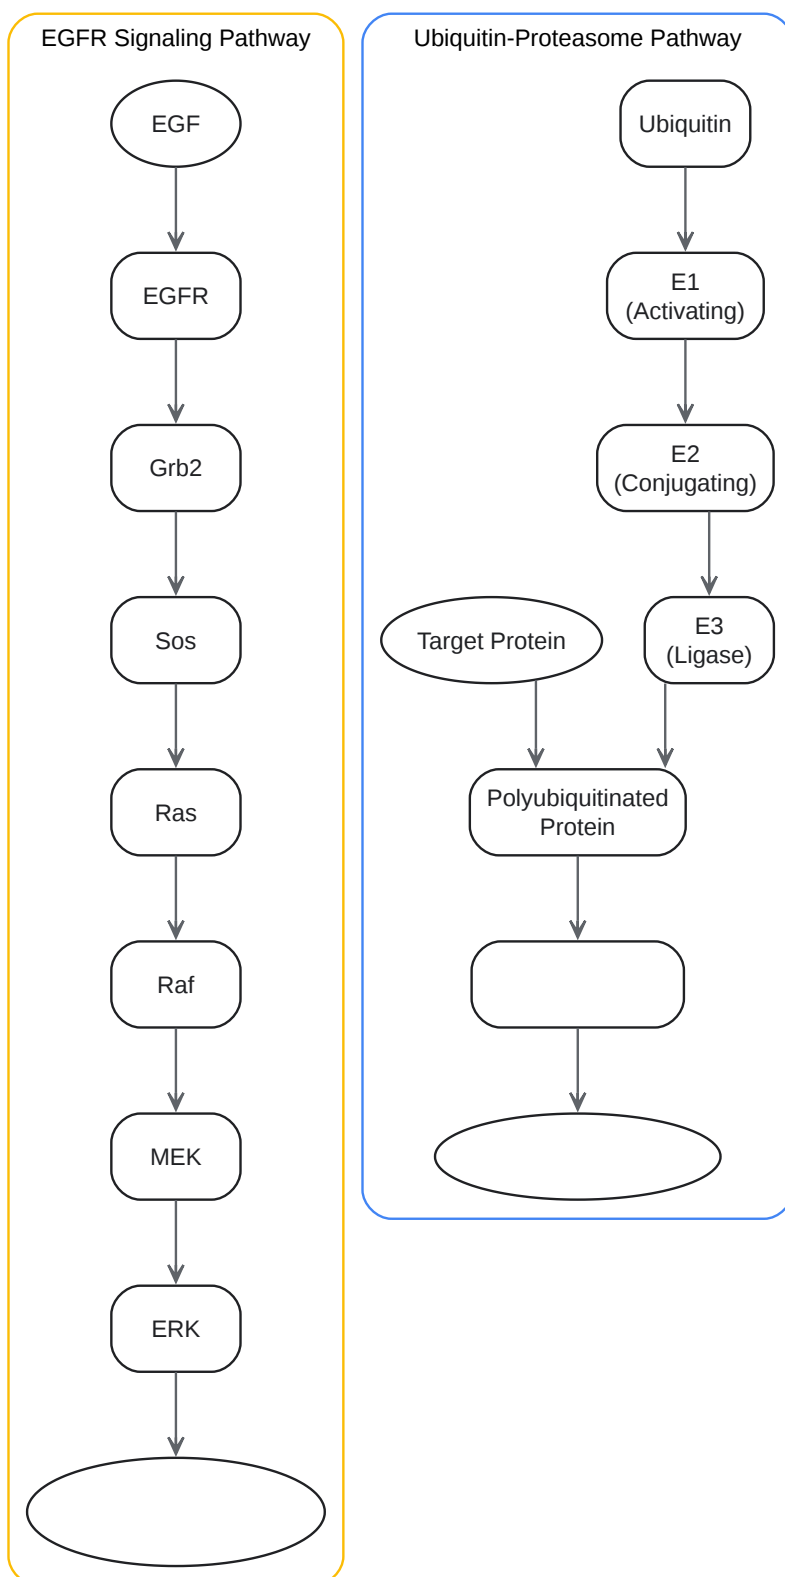 EGFR Signaling Pathway
EGF
EGFR
Grb2
Sos
Ras
Raf
MEK
ERK
Ubiquitin-Proteasome Pathway
Ubiquitin
E1
(Activating)
E2
(Conjugating)
Target Protein
E3
(Ligase)
Polyubiquitinated
Protein